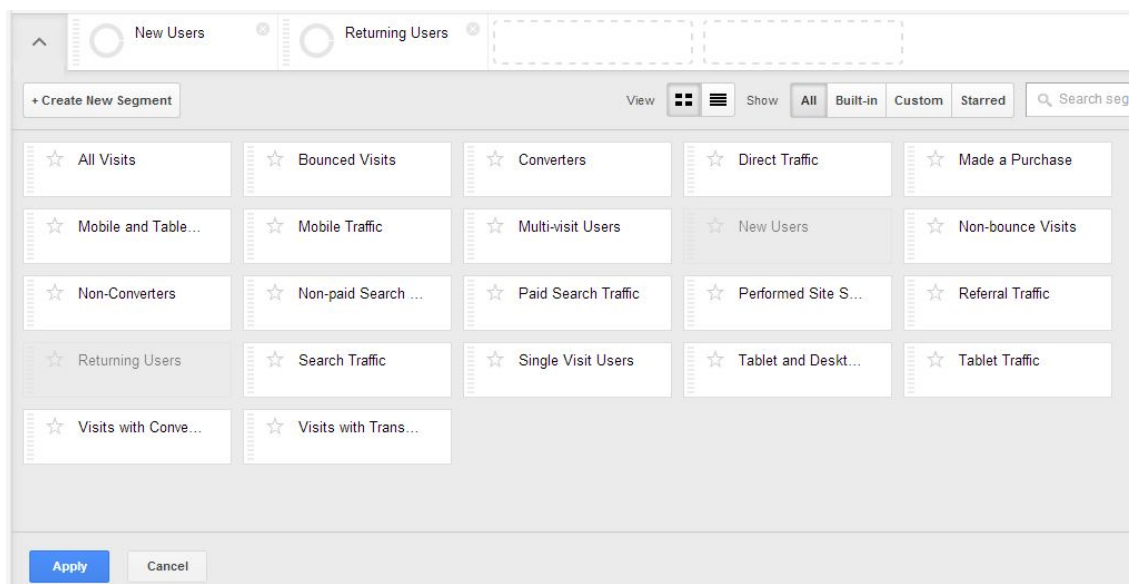 New Users
Returning Users
+ Create New Segment
View
Show
All
Built-in
Custom
Starred
Search seg
All Visits
Bounced Visits
Converters
Direct Traffic
Made a Purchase
Mobile and Table...
Mobile Traffic
Multi-visit Users
New Users
Non-bounce Visits
Non-Converters
Non-paid Search ...
Paid Search Traffic
Performed Site S...
Referral Traffic
Returning Users
Search Traffic
Single Visit Users
Tablet and Deskt...
Tablet Traffic
Visits with Conve...
Visits with Trans...
Apply
Cancel